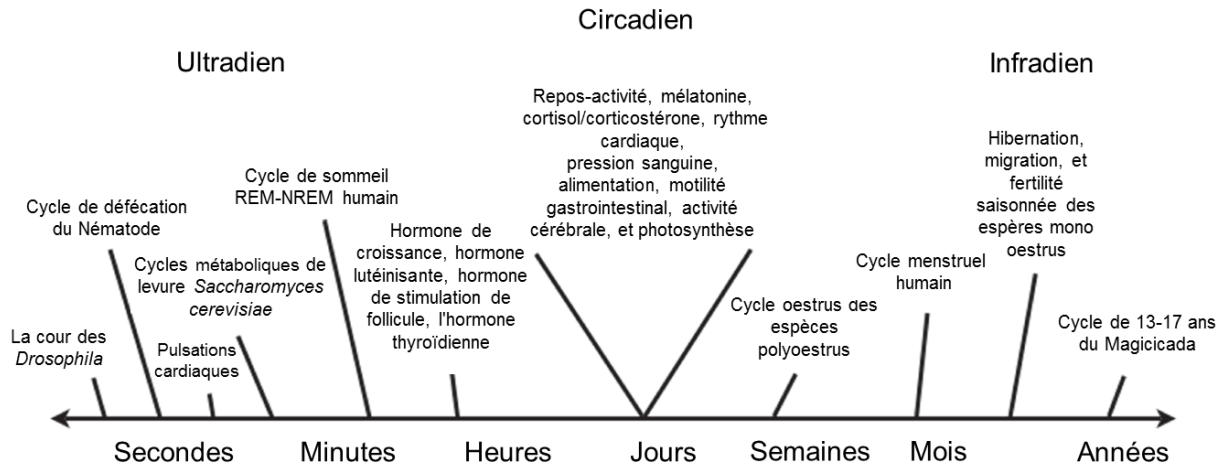 Circadien
Ultradien
Infradien
Repos-activité, mélatonine,
cortisol/corticostérone, rythme
cardiaque,
pression sanguine,
alimentation, motilité
gastrointestinal, activité
cérébrale, et photosynthèse
Hibernation,
migration, et
fertilité
saisonnée des
espères mono
oestrus
Cycle de sommeil
REM-NREM humain
Cycle de défécation
du Nématode
Hormone de
croissance, hormone
lutéinisante, hormone
de stimulation de
follicule, l'hormone
thyroïdienne
Cycles métaboliques de
levure Saccharomyces
cerevisiae
Cycle menstruel
humain
Cycle oestrus des
espèces
polyoestrus
Cycle de 13-17 ans
du Magicicada
La cour des
Drosophila
Pulsations
cardiaques
Secondes
Minutes
Heures
Jours
Semaines
Mois
Années